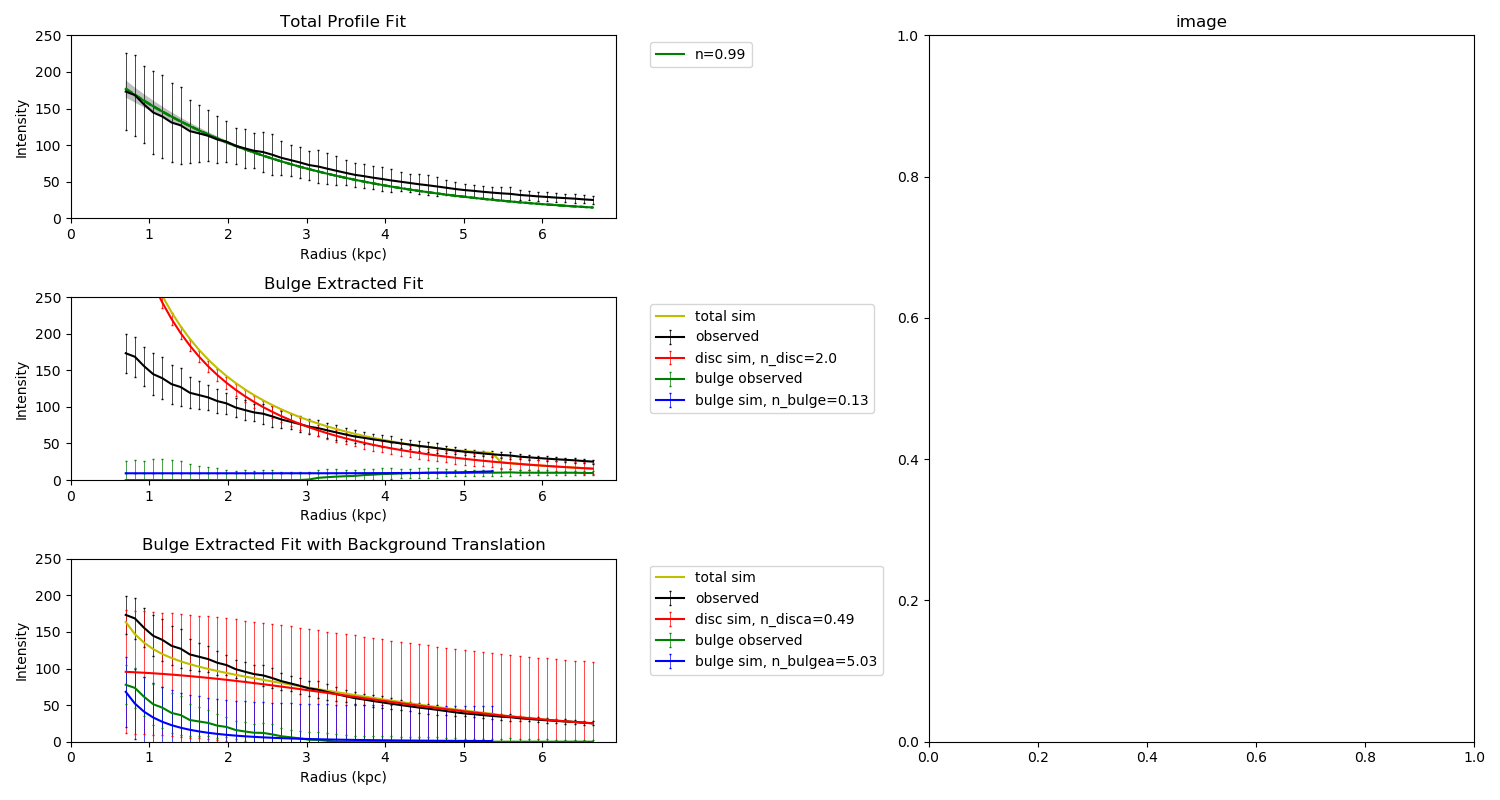 Total Profile Fit
250
200
150
100
50
0
Intensity
0 1 2 3 4 5 6
Radius (kpc)
n=0.99
Bulge Extracted Fit
250
200
150
100
50
0
Intensity
0 1 2 3 4 5 6
Radius (kpc)
total sim
observed
disc sim, n_disc=2.0
bulge observed
bulge sim, n_bulge=0.13
Bulge Extracted Fit with Background Translation
250
200
150
100
50
0
Intensity
0 1 2 3 4 5 6
Radius (kpc)
total sim
observed
disc sim, n_disca=0.49
bulge observed
bulge sim, n_bulgea=5.03
image
1.0
0.8
0.6
0.4
0.2
0.0
0.0 0.2 0.4 0.6 0.8 1.0